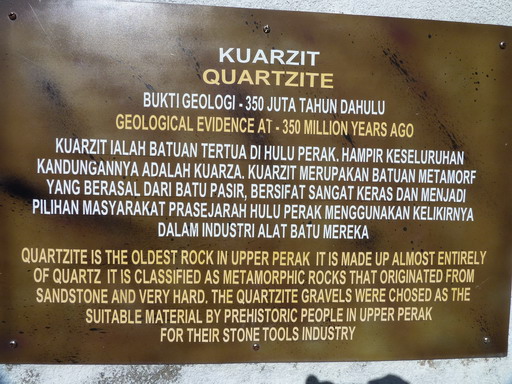 KUARZIT
QUARTZITE
BUKTI GEOLOGI - 350 JUTA TAHUN DAHULU
GEOLOGICAL EVIDENCE AT - 350 MILLION YEARS AGO
KUARZIT IALAH BATUAN TERTUA DI HULU PERAK. HAMPIR KESELURUHAN
KANDUNGANNYA ADALAH KUARZA. KUARZIT MERUPAKAN BATUAN METAMORF
YANG BERASAL DARI BATU PASIR, BERSIFAT SANGAT KERAS DAN MENJADI
PILIHAN MASYARAKAT PRASEJARAH HULU PERAK MENGGUNAKAN KELIKIRNYA
DALAM INDUSTRI ALAT BATU MEREKA
QUARTZITE IS THE OLDEST ROCK IN UPPER PERAK IT IS MADE UP ALMOST ENTIRELY
OF QUARTZ IT IS CLASSIFIED AS METAMORPHIC ROCKS THAT ORIGINATED FROM
SANDSTONE AND VERY HARD. THE QUARTZITE GRAVELS WERE CHOSED AS THE
SUITABLE MATERIAL BY PREHISTORIC PEOPLE IN UPPER PERAK
FOR THEIR STONE TOOLS INDUSTRY